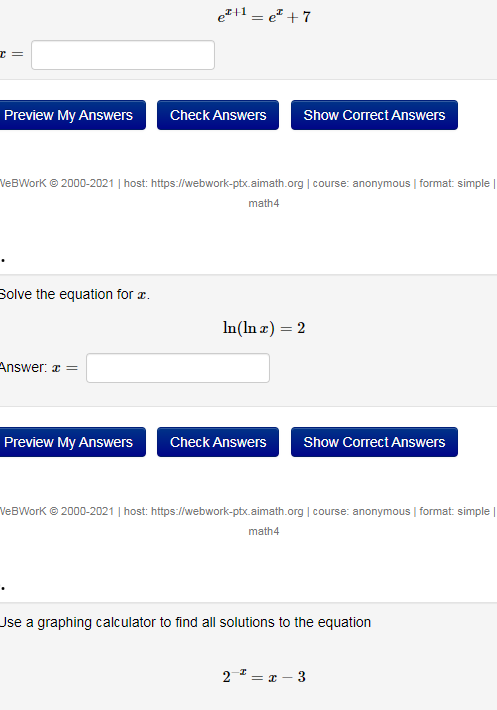 e^{x+1} = e^x + 7
x =
Preview My Answers Check Answers Show Correct Answers
WeBWorK © 2000-2021 | host: https://webwork-ptx.aimath.org | course: anonymous | format: simple |
math4
.
Solve the equation for x.
ln(ln x) = 2
Answer: x =
Preview My Answers Check Answers Show Correct Answers
WeBWorK © 2000-2021 | host: https://webwork-ptx.aimath.org | course: anonymous | format: simple |
math4
.
Use a graphing calculator to find all solutions to the equation
2^{-x} = x − 3